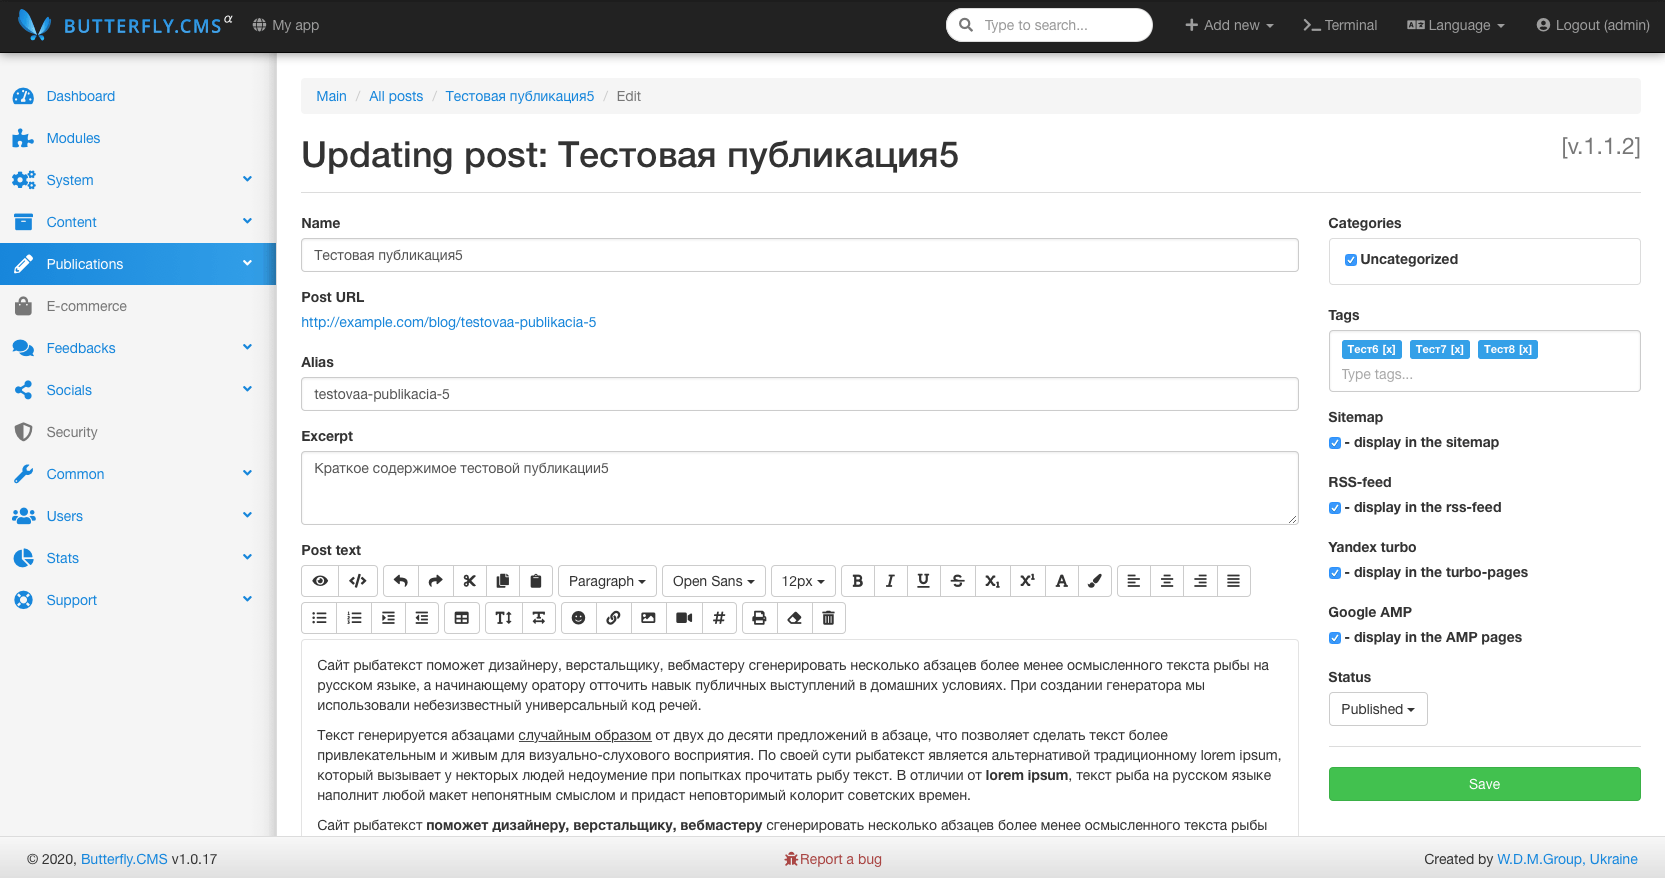 BUTTERFLY.CMS α
My app
Type to search...
Add new
Terminal
Language
Logout (admin)
Dashboard
Modules
System
Content
Publications
E-commerce
Feedbacks
Socials
Security
Common
Users
Stats
Support
Main / All posts / Тестовая публикация5 / Edit
Updating post: Тестовая публикация5
[v.1.1.2]
Name
Тестовая публикация5
Post URL
http://example.com/blog/testovaa-publikacia-5
Alias
testovaa-publikacia-5
Excerpt
Краткое содержимое тестовой публикации5
Post text
Paragraph
Open Sans
12px
Сайт рыбатекст поможет дизайнеру, верстальщику, вебмастеру сгенерировать несколько абзацев более менее осмысленного текста рыбы на
русском языке, а начинающему оратору отточить навык публичных выступлений в домашних условиях. При создании генератора мы
использовали небезизвестный универсальный код речей.
Текст генерируется абзацами случайным образом от двух до десяти предложений в абзаце, что позволяет сделать текст более
привлекательным и живым для визуально-слухового восприятия. По своей сути рыбатекст является альтернативой традиционному lorem ipsum,
который вызывает у некторых людей недоумение при попытках прочитать рыбу текст. В отличии от lorem ipsum, текст рыба на русском языке
наполнит любой макет непонятным смыслом и придаст неповторимый колорит советских времен.
Сайт рыбатекст поможет дизайнеру, верстальщику, вебмастеру сгенерировать несколько абзацев более менее осмысленного текста рыбы
Categories
Uncategorized
Tags
Тест6 [x] Тест7 [x] Тест8 [x]
Type tags...
Sitemap
- display in the sitemap
RSS-feed
- display in the rss-feed
Yandex turbo
- display in the turbo-pages
Google AMP
- display in the AMP pages
Status
Published
Save
© 2020, Butterfly.CMS v1.0.17
Report a bug
Created by W.D.M.Group, Ukraine